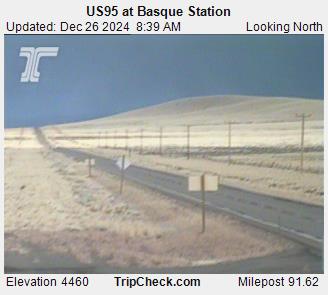 US95 at Basque Station
Updated: Dec 26 2024 8:39 AM Looking North
Elevation 4460 TripCheck.com Milepost 91.62